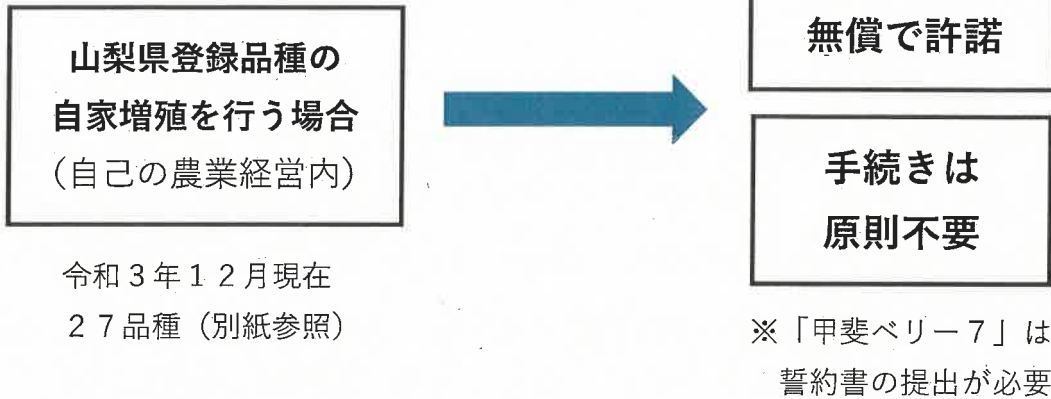 山梨県登録品種の
自家増殖を行う場合
（自己の農業経営内）
令和３年１２月現在
２７品種（別紙参照）
無償で許諾
手続きは
原則不要
※「甲斐ベリー７」は
誓約書の提出が必要